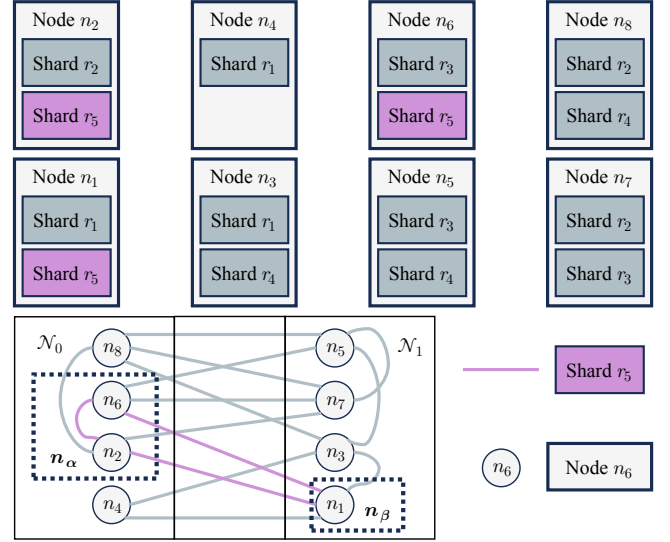 Node n₂ Node n₄ Node n₆ Node n₈
Shard r₂ Shard r₁ Shard r₃ Shard r₂
Shard r₅ Shard r₅ Shard r₄
Node n₁ Node n₃ Node n₅ Node n₇
Shard r₁ Shard r₁ Shard r₃ Shard r₂
Shard r₅ Shard r₄ Shard r₄ Shard r₃
𝒩₀ n₈ n₅ 𝒩₁
n₆ n₇ Shard r₅
n_α n₂ n₃ n₆ Node n₆
n₄ n₁ n_β